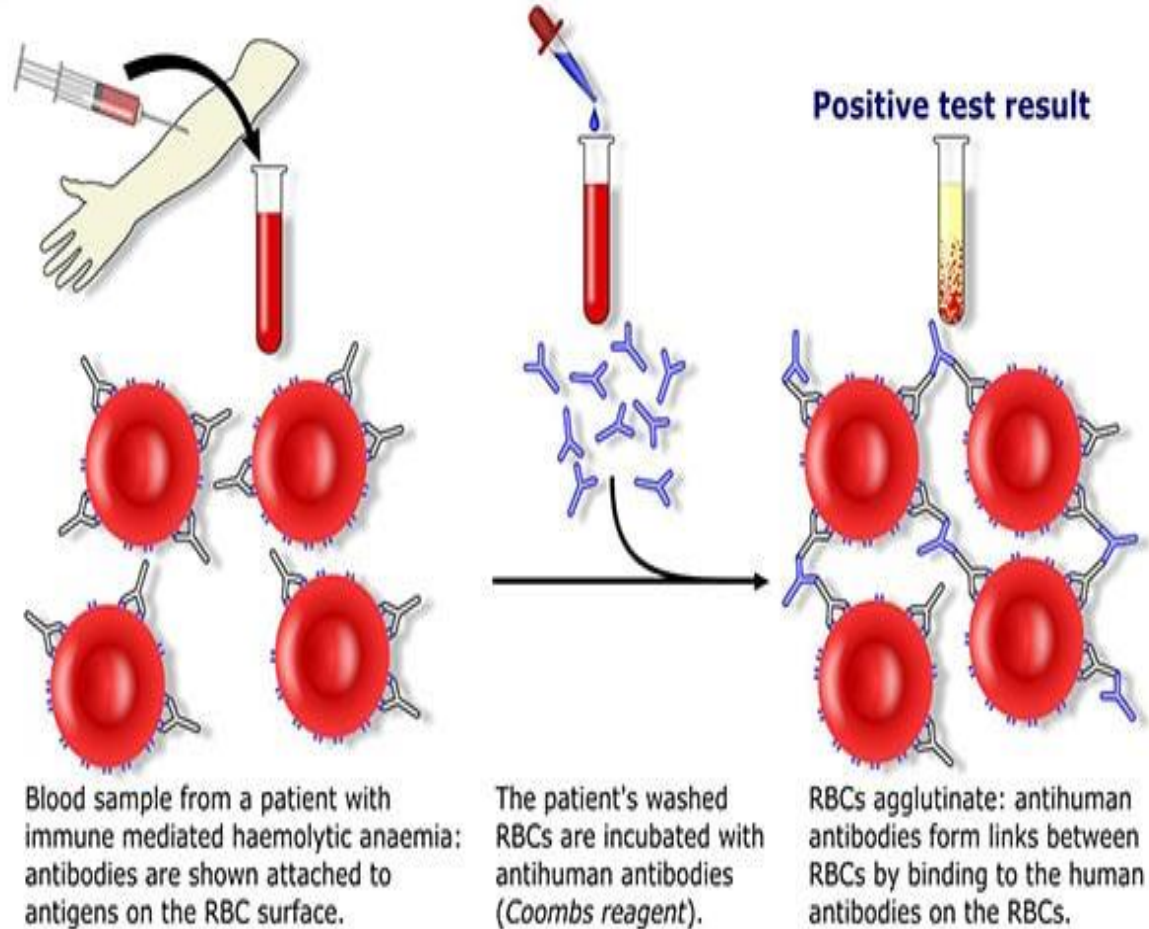 Positive test result
Blood sample from a patient with
immune mediated haemolytic anaemia:
antibodies are shown attached to
antigens on the RBC surface.
The patient's washed
RBCs are incubated with
antihuman antibodies
(Coombs reagent).
RBCs agglutinate: antihuman
antibodies form links between
RBCs by binding to the human
antibodies on the RBCs.